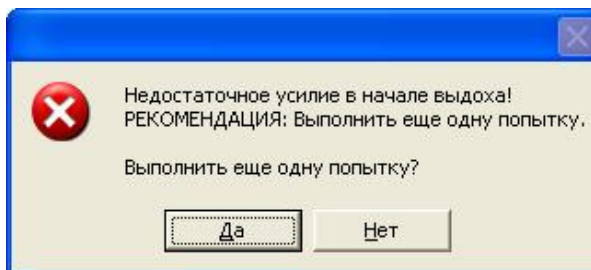 Недостаточное усилие в начале выдоха!
РЕКОМЕНДАЦИЯ: Выполнить еще одну попытку.
Выполнить еще одну попытку?
Да Нет